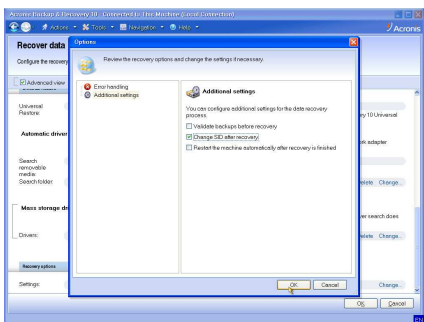 Acronis Backup & Recovery 10 - Connected to This Machine (Local Connection)
Actions Tools Navigation Help Acronis
Recover data
Configure the recovery
Advanced view
Options
Review the recovery options and change the settings if necessary.
Error handling
Additional settings
Additional settings
You can configure additional settings for the data recovery process.
Validate backups before recovery
Change SID after recovery
Restart the machine automatically after recovery is finished
OK Cancel
Universal Restore:
ry 10 Universal
Automatic driver
rk adapter
Search removable media:
Search folder:
elete Change...
Mass storage dr
ver search does
Drivers:
elete Change...
Recovery options
Settings:
Change...
OK Cancel
EN